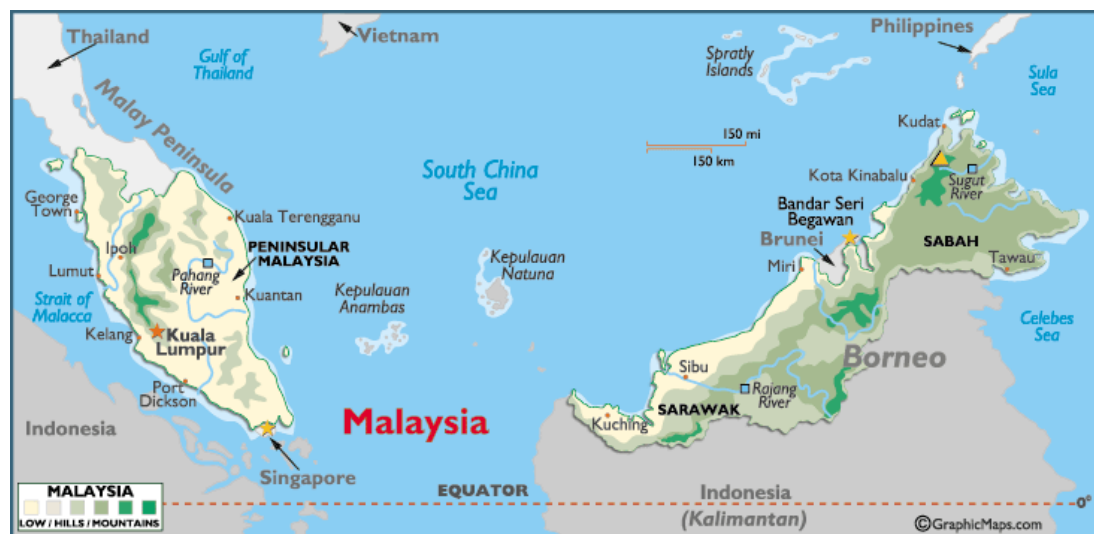 Thailand
Vietnam
Philippines
Gulf of
Thailand
Spratly
Islands
Sula
Sea
Malay Peninsula
Kudat
150 mi
150 km
South China
Sea
Kota Kinabalu
Sugut
River
George
Town
Kuala Terengganu
Bandar Seri
Begawan
Brunei
SABAH
Ipoh
PENINSULAR
MALAYSIA
Kepulauan
Natuna
Lumut
Pahang
River
Miri
Tawau
Strait of
Malacca
Kuantan
Kepulauan
Anambas
Celebes
Sea
Kelang
Kuala
Lumpur
Borneo
Sibu
Port
Dickson
Rajang
River
SARAWAK
Malaysia
Kuching
Indonesia
Singapore
MALAYSIA
LOW / HILLS / MOUNTAINS
EQUATOR
Indonesia
(Kalimantan)
0°
©GraphicMaps.com